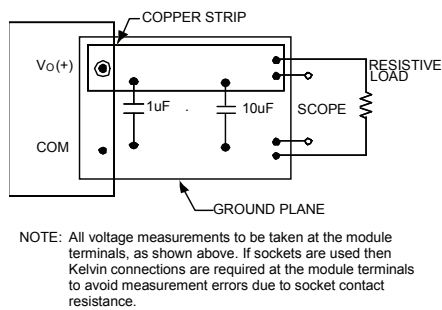 COPPER STRIP
VO(+)
RESISTIVE
LOAD
1uF
.
10uF
SCOPE
COM
GROUND PLANE
NOTE: All voltage measurements to be taken at the module
terminals, as shown above. If sockets are used then
Kelvin connections are required at the module terminals
to avoid measurement errors due to socket contact
resistance.